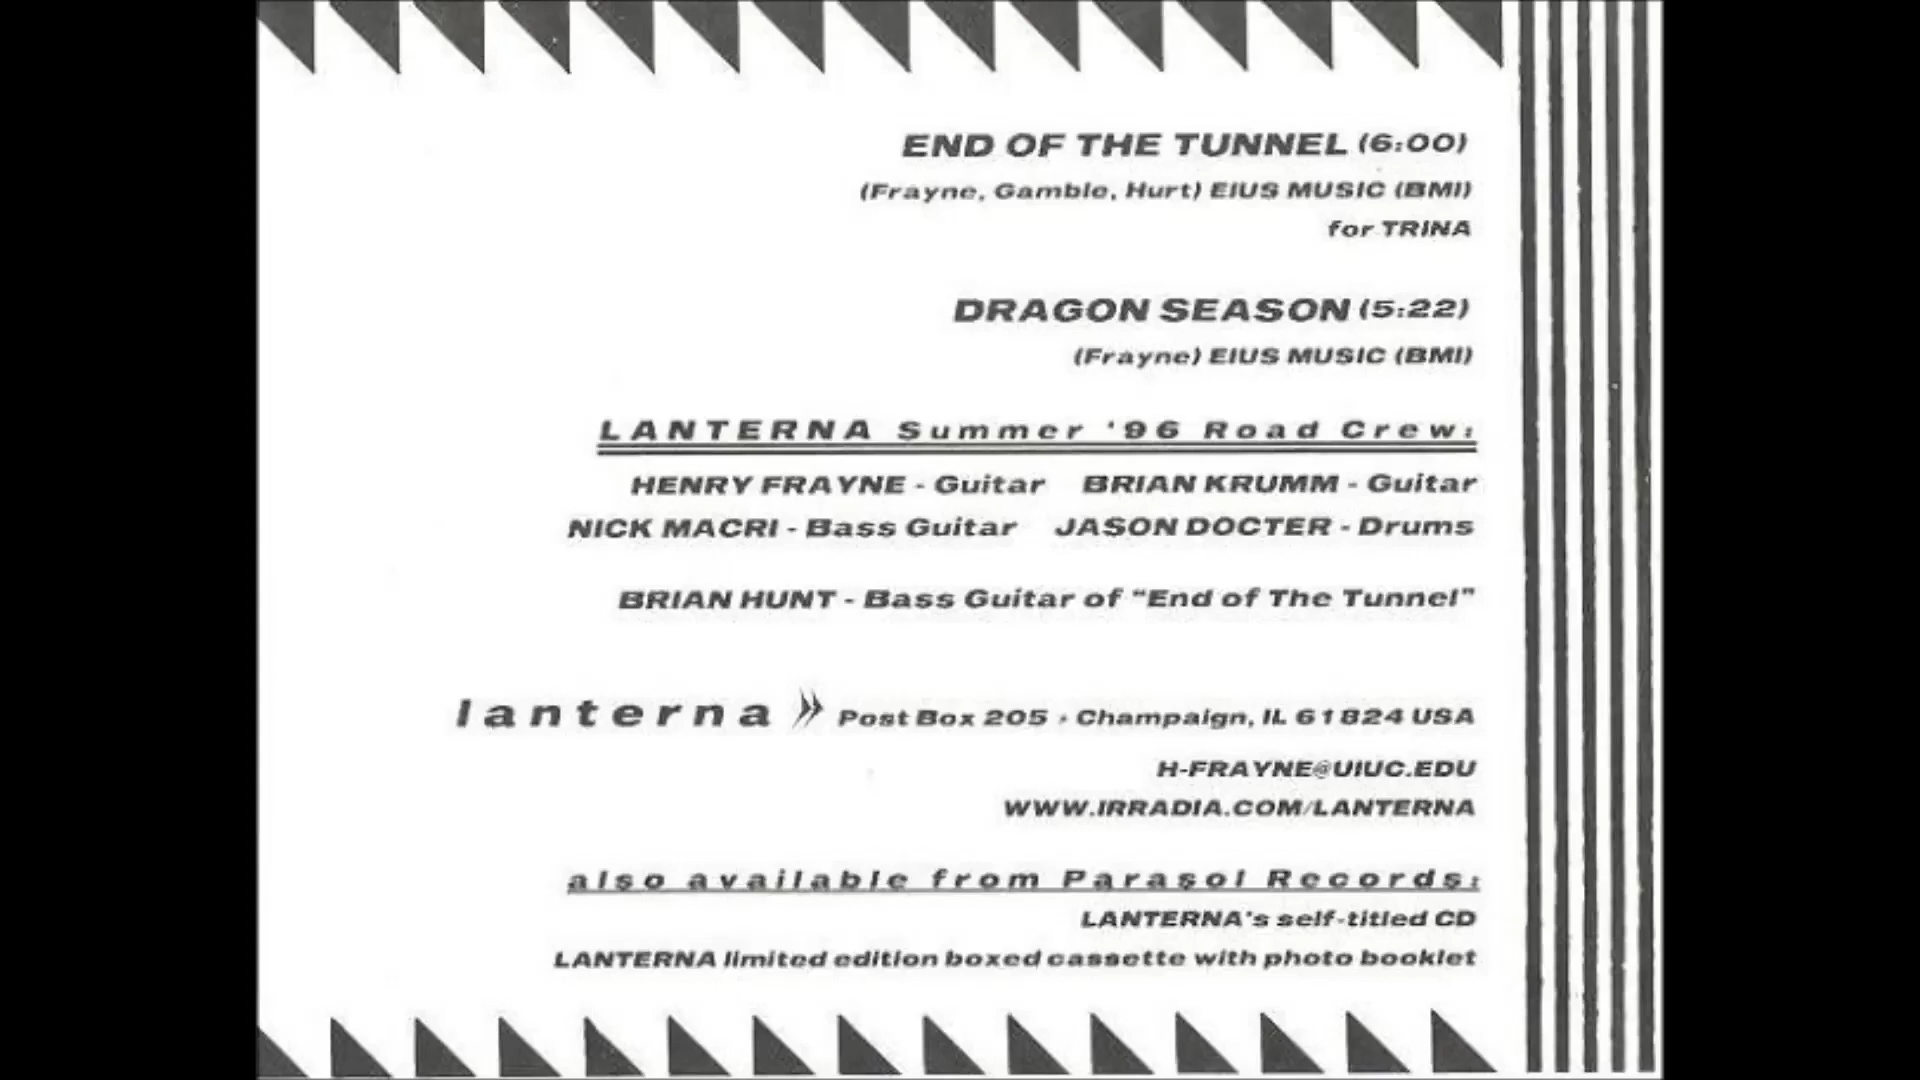 END OF THE TUNNEL (6:00)
(Frayne, Gamble, Hurt) EIUS MUSIC (BMI)
for TRINA
DRAGON SEASON (5:22)
(Frayne) EIUS MUSIC (BMI)
LANTERNA Summer '96 Road Crew:
HENRY FRAYNE - Guitar BRIAN KRUMM - Guitar
NICK MACRI - Bass Guitar JASON DOCTER - Drums
BRIAN HUNT - Bass Guitar of "End of The Tunnel"
lanterna » Post Box 205 • Champaign, IL 61824 USA
H-FRAYNE@UIUC.EDU
WWW.IRRADIA.COM/LANTERNA
also available from Parasol Records:
LANTERNA's self-titled CD
LANTERNA limited edition boxed cassette with photo booklet